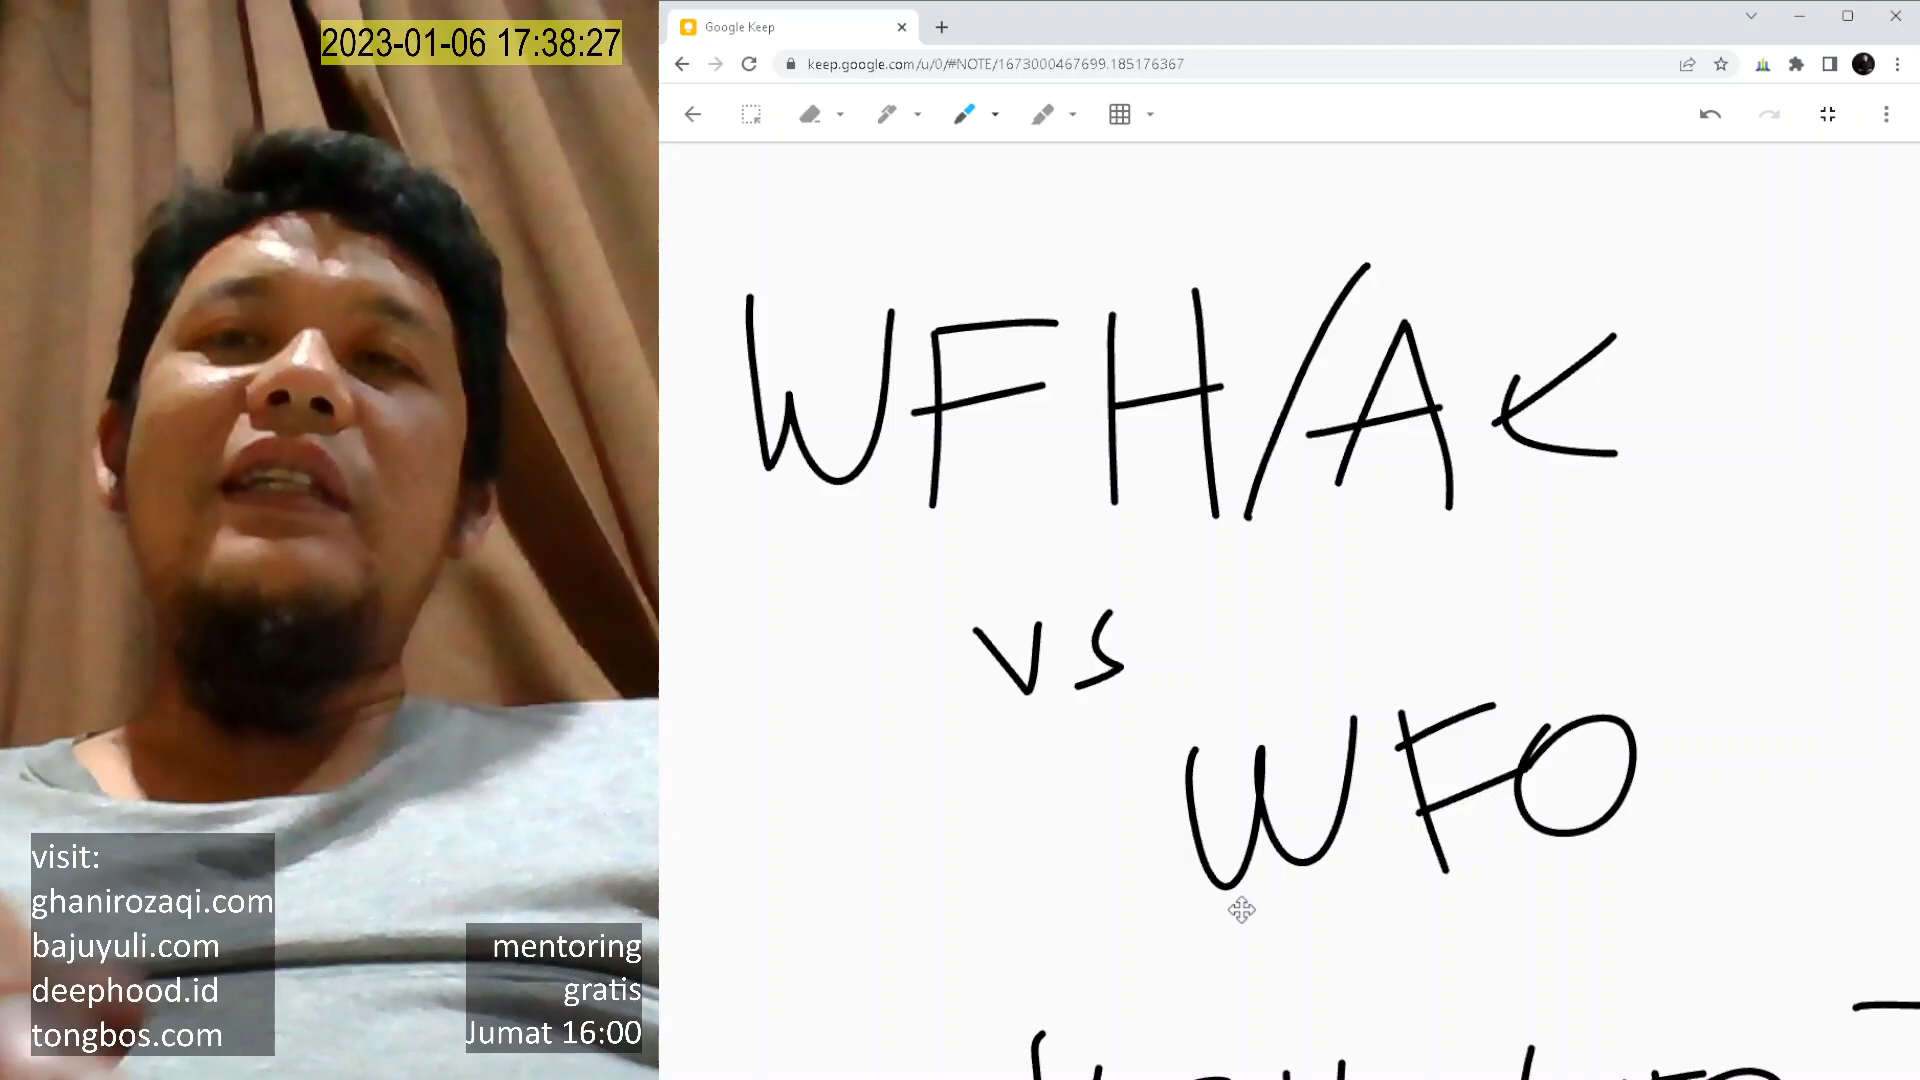 2023-01-06 17:38:27
Google Keep
keep.google.com/u/0/#NOTE/1673000467699.185176367
WFH/A
vs
WFO
visit:
ghanirozaqi.com
bajuyuli.com
deephood.id
tongbos.com
mentoring
gratis
Jumat 16:00